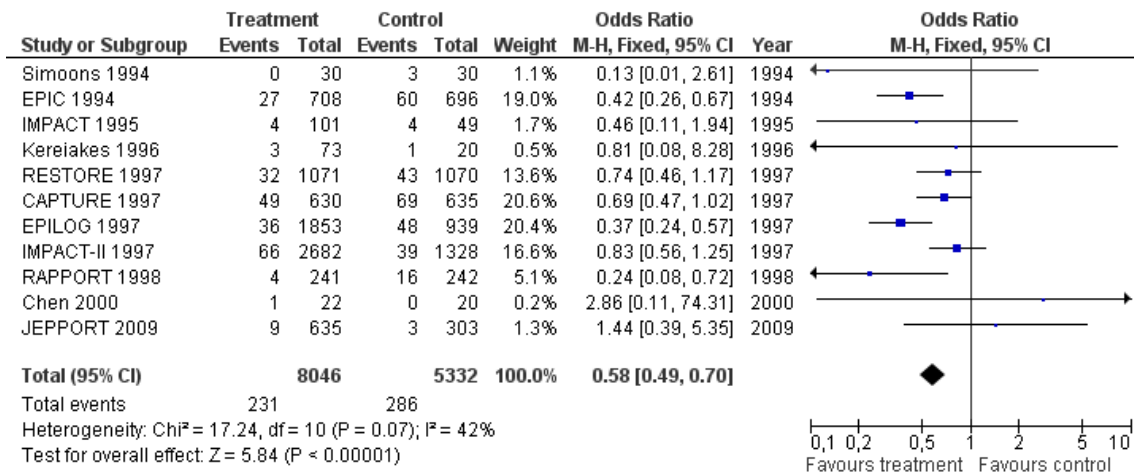 Treatment Control Odds Ratio Odds Ratio
Study or Subgroup Events Total Events Total Weight M-H, Fixed, 95% CI Year M-H, Fixed, 95% CI
Simoons 1994 0 30 3 30 1.1% 0.13 [0.01, 2.61] 1994
EPIC 1994 27 708 60 696 19.0% 0.42 [0.26, 0.67] 1994
IMPACT 1995 4 101 4 49 1.7% 0.46 [0.11, 1.94] 1995
Kereiakes 1996 3 73 1 20 0.5% 0.81 [0.08, 8.28] 1996
RESTORE 1997 32 1071 43 1070 13.6% 0.74 [0.46, 1.17] 1997
CAPTURE 1997 49 630 69 635 20.6% 0.69 [0.47, 1.02] 1997
EPILOG 1997 36 1853 48 939 20.4% 0.37 [0.24, 0.57] 1997
IMPACT-II 1997 66 2682 39 1328 16.6% 0.83 [0.56, 1.25] 1997
RAPPORT 1998 4 241 16 242 5.1% 0.24 [0.08, 0.72] 1998
Chen 2000 1 22 0 20 0.2% 2.86 [0.11, 74.31] 2000
JEPPORT 2009 9 635 3 303 1.3% 1.44 [0.39, 5.35] 2009
Total (95% CI) 8046 5332 100.0% 0.58 [0.49, 0.70]
Total events 231 286
Heterogeneity: Chi² = 17.24, df = 10 (P = 0.07); I² = 42%
Test for overall effect: Z = 5.84 (P < 0.00001)
0,1 0,2 0,5 1 2 5 10
Favours treatment Favours control